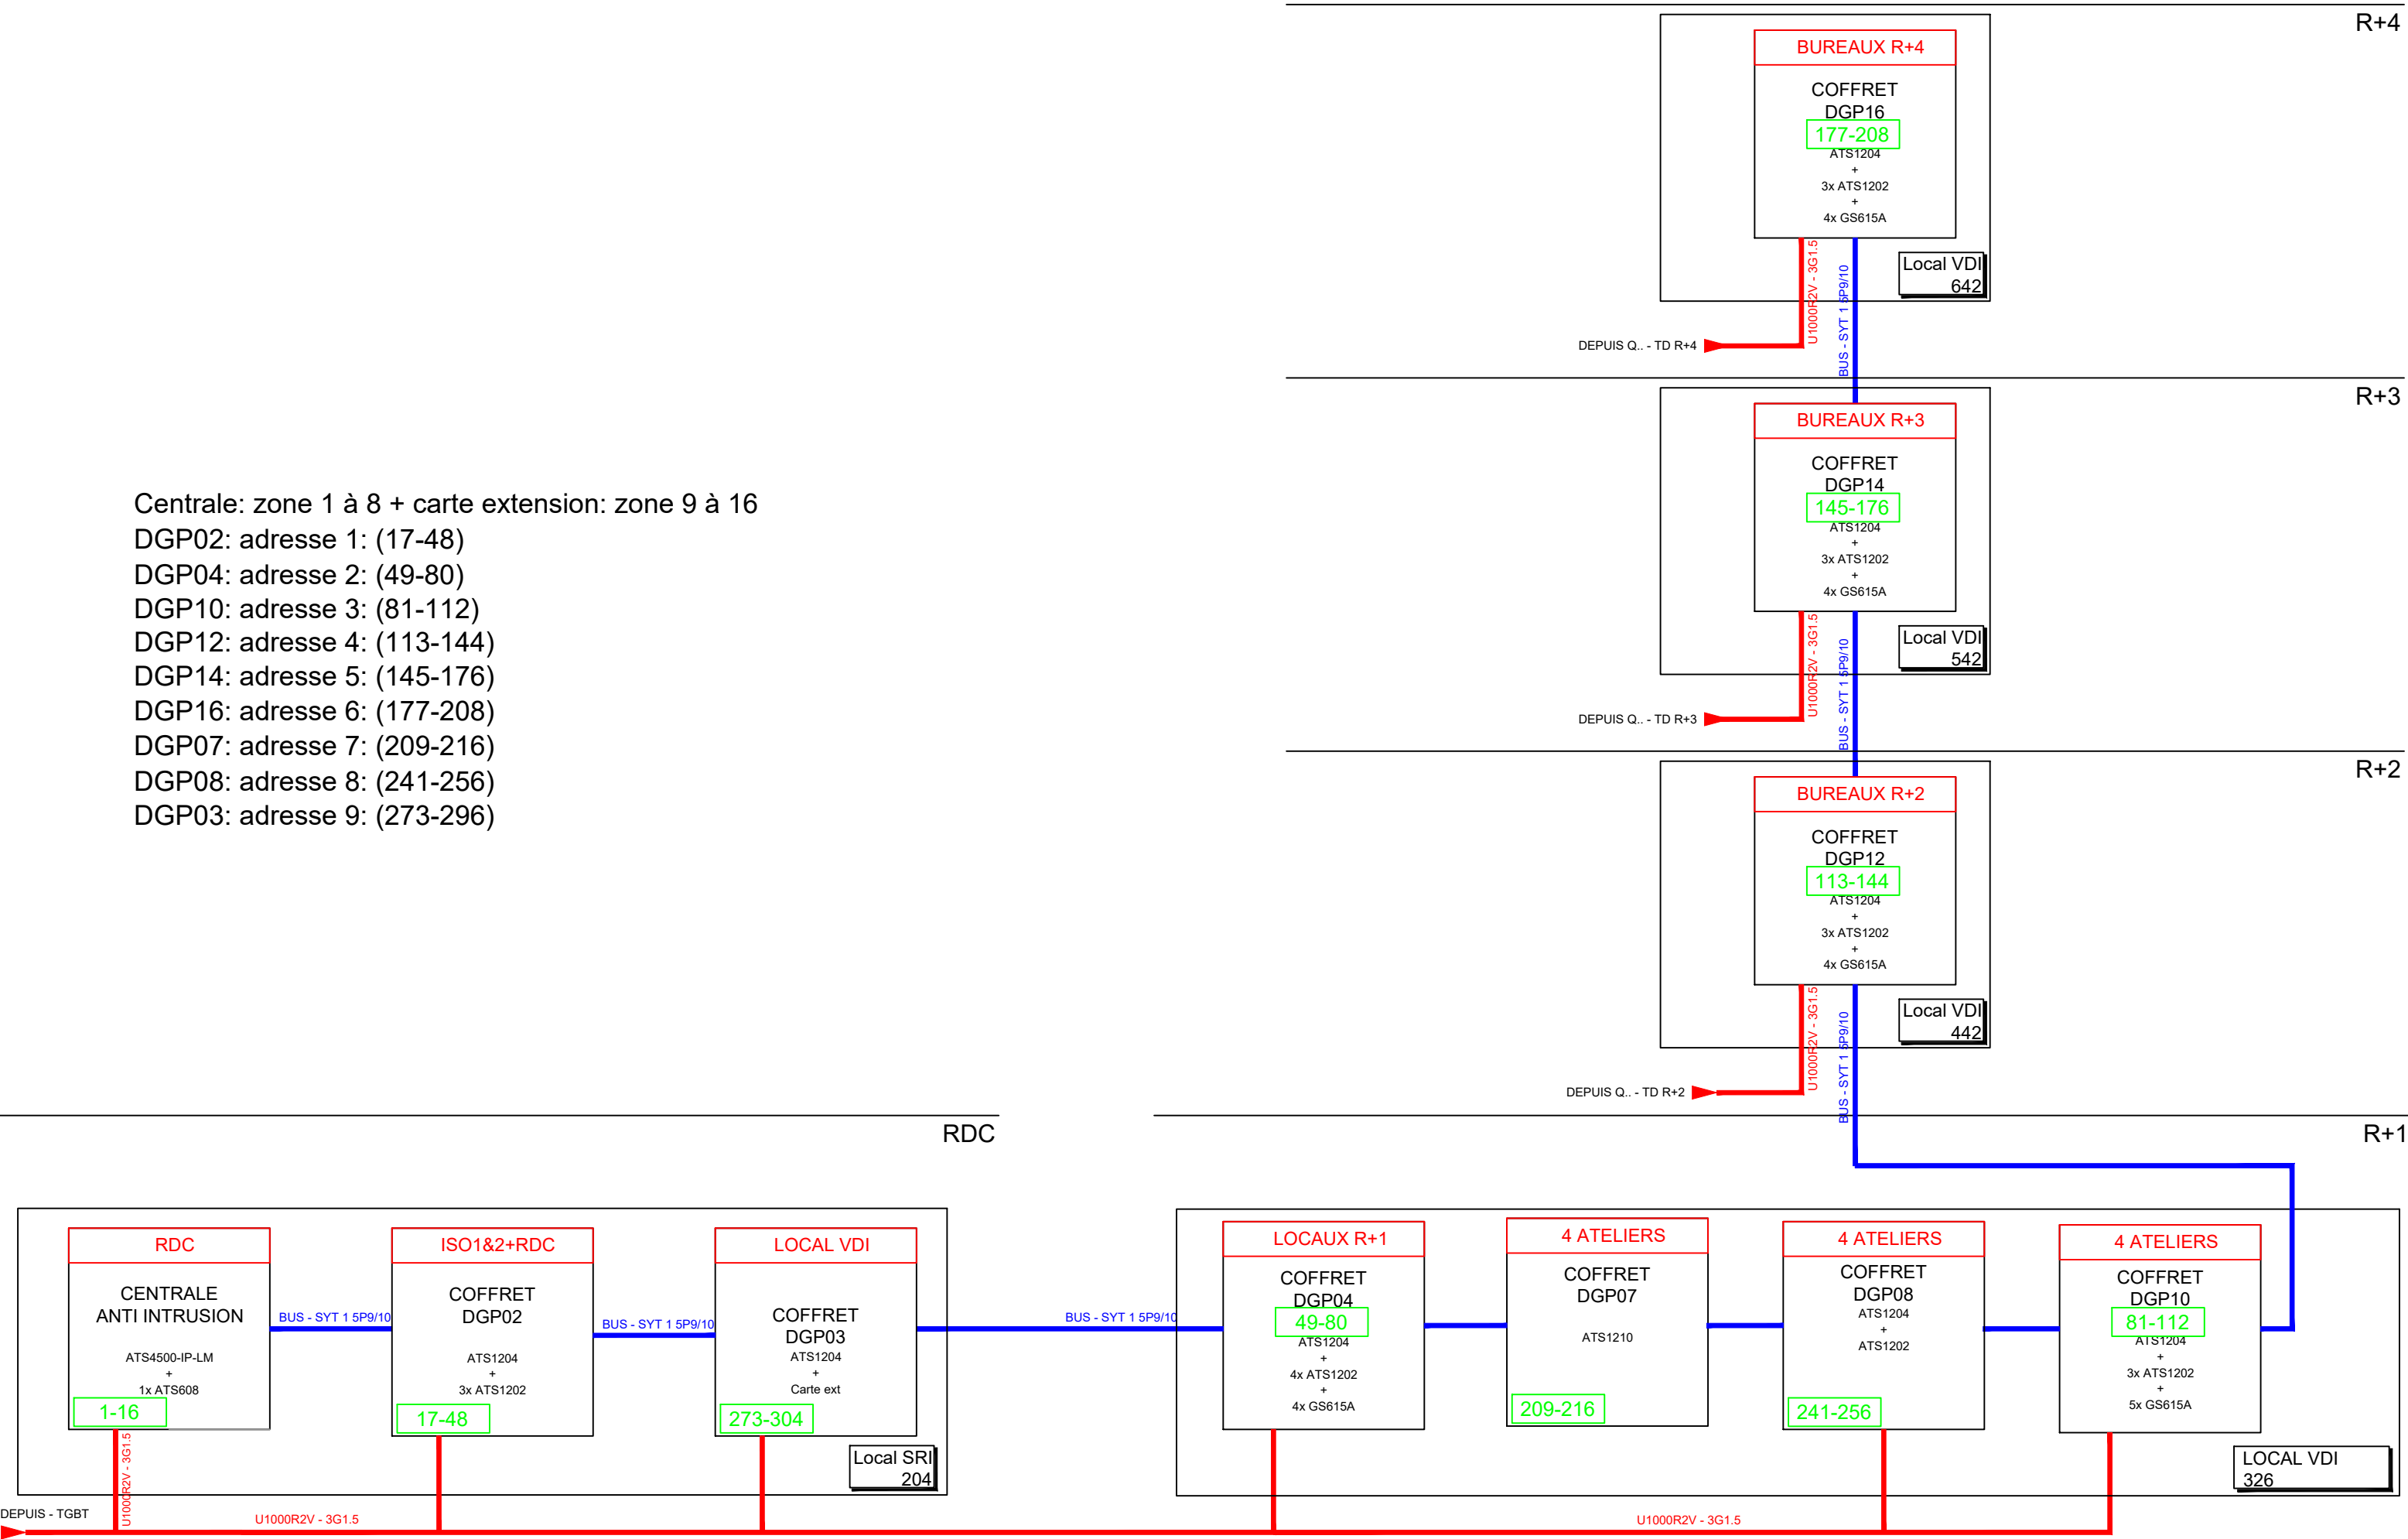 R+4
BUREAUX R+4
COFFRET
DGP16
177-208
ATS1204
+
3x ATS1202
+
4x GS615A
U1000R2V - 3G1.5
BUS - SYT 1 5P9/10
Local VDI
642
DEPUIS Q.. - TD R+4
R+3
BUREAUX R+3
COFFRET
DGP14
145-176
ATS1204
+
3x ATS1202
+
4x GS615A
U1000R2V - 3G1.5
BUS - SYT 1 5P9/10
Local VDI
542
DEPUIS Q.. - TD R+3
Centrale: zone 1 à 8 + carte extension: zone 9 à 16
DGP02: adresse 1: (17-48)
DGP04: adresse 2: (49-80)
DGP10: adresse 3: (81-112)
DGP12: adresse 4: (113-144)
DGP14: adresse 5: (145-176)
DGP16: adresse 6: (177-208)
DGP07: adresse 7: (209-216)
DGP08: adresse 8: (241-256)
DGP03: adresse 9: (273-296)
R+2
BUREAUX R+2
COFFRET
DGP12
113-144
ATS1204
+
3x ATS1202
+
4x GS615A
U1000R2V - 3G1.5
BUS - SYT 1 5P9/10
Local VDI
442
DEPUIS Q.. - TD R+2
RDC
R+1
RDC
CENTRALE
ANTI INTRUSION
ATS4500-IP-LM
+
1x ATS608
1-16
U1000R2V - 3G1.5
BUS - SYT 1 5P9/10
ISO1&2+RDC
COFFRET
DGP02
ATS1204
+
3x ATS1202
17-48
BUS - SYT 1 5P9/10
LOCAL VDI
COFFRET
DGP03
ATS1204
+
Carte ext
273-304
Local SRI
204
BUS - SYT 1 5P9/10
LOCAUX R+1
COFFRET
DGP04
49-80
ATS1204
+
4x ATS1202
+
4x GS615A
4 ATELIERS
COFFRET
DGP07
ATS1210
209-216
4 ATELIERS
COFFRET
DGP08
ATS1204
+
ATS1202
241-256
4 ATELIERS
COFFRET
DGP10
81-112
ATS1204
+
3x ATS1202
+
5x GS615A
LOCAL VDI
326
DEPUIS - TGBT
U1000R2V - 3G1.5
U1000R2V - 3G1.5